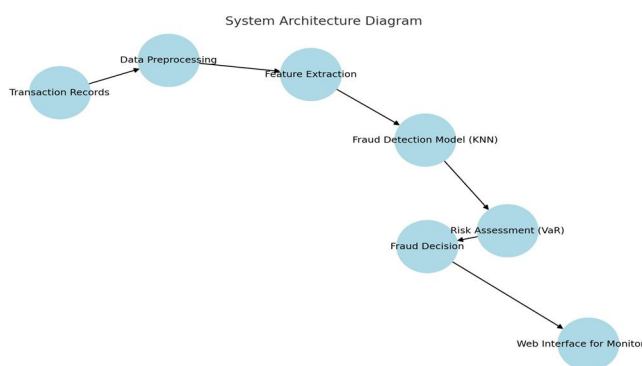 System Architecture Diagram
Data Preprocessing
Feature Extraction
Transaction Records
Fraud Detection Model (KNN)
Risk Assessment (VaR)
Fraud Decision
Web Interface for Monitor